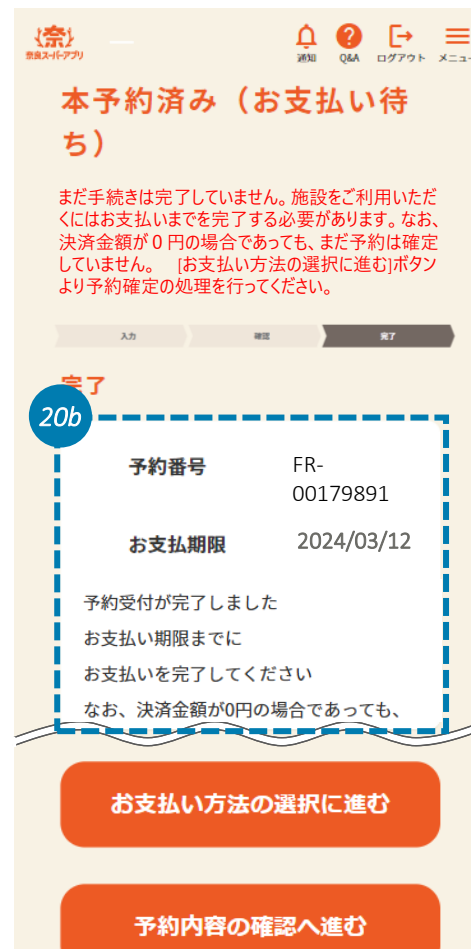 {奈}
奈良スーパーアプリ
通知 Q&A ログアウト メニュー
本予約済み（お支払い待
ち）
まだ手続きは完了していません。施設をご利用いただ
くにはお支払いまでを完了する必要があります。なお、
決済金額が０円の場合であっても、まだ予約は確定
していません。　[お支払い方法の選択に進む]ボタン
より予約確定の処理を行ってください。
入力 確認 完了
完了
20b
予約番号 FR-
00179891
お支払期限 2024/03/12
予約受付が完了しました
お支払い期限までに
お支払いを完了してください
なお、決済金額が0円の場合であっても、
お支払い方法の選択に進む
予約内容の確認へ進む